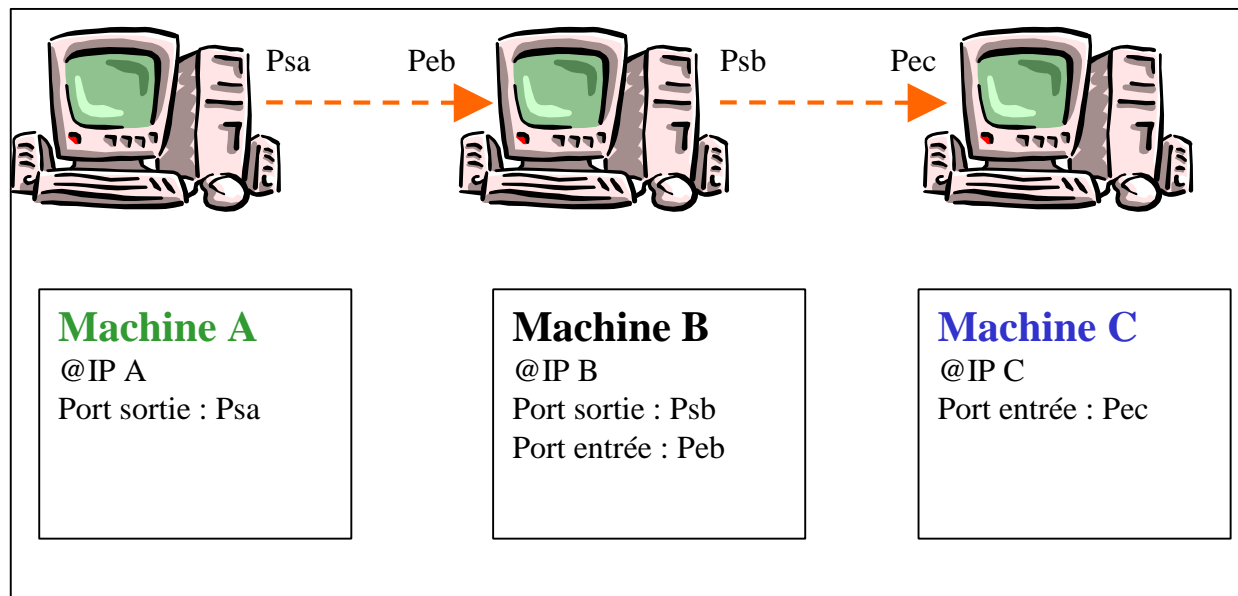 Psa Peb Psb Pec
Machine A
@IP A
Port sortie : Psa
Machine B
@IP B
Port sortie : Psb
Port entrée : Peb
Machine C
@IP C
Port entrée : Pec